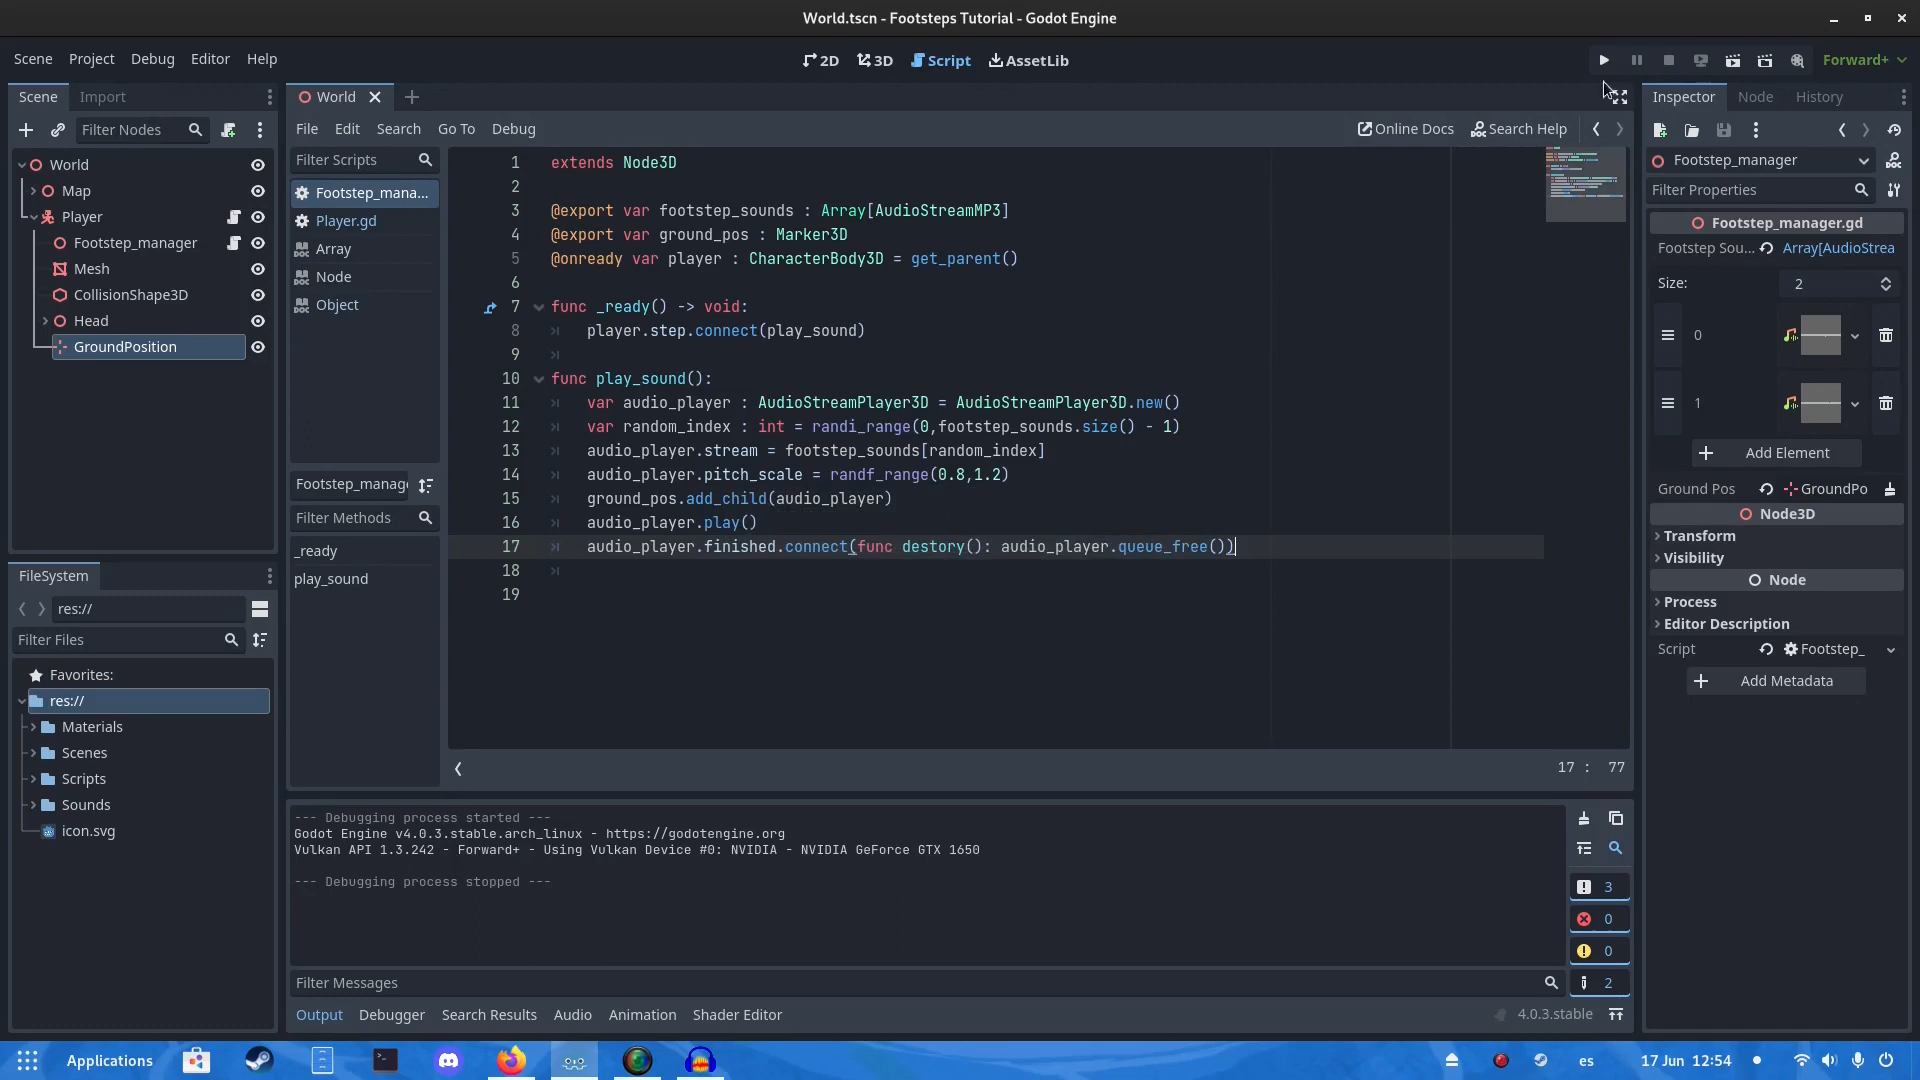 World.tscn - Footsteps Tutorial - Godot Engine
Scene Project Debug Editor Help
2D 3D Script AssetLib
Forward+
Scene Import
Filter Nodes
World
Map
Player
Footstep_manager
Mesh
CollisionShape3D
Head
GroundPosition
FileSystem
res://
Filter Files
Favorites:
res://
Materials
Scenes
Scripts
Sounds
icon.svg
World
File Edit Search Go To Debug
Online Docs Search Help
Filter Scripts
Footstep_mana...
Player.gd
Array
Node
Object
Footstep_manage
Filter Methods
_ready
play_sound
1 extends Node3D
2
3 @export var footstep_sounds : Array[AudioStreamMP3]
4 @export var ground_pos : Marker3D
5 @onready var player : CharacterBody3D = get_parent()
6
7 func _ready() -> void:
8 player.step.connect(play_sound)
9
10 func play_sound():
11 var audio_player : AudioStreamPlayer3D = AudioStreamPlayer3D.new()
12 var random_index : int = randi_range(0,footstep_sounds.size() - 1)
13 audio_player.stream = footstep_sounds[random_index]
14 audio_player.pitch_scale = randf_range(0.8,1.2)
15 ground_pos.add_child(audio_player)
16 audio_player.play()
17 audio_player.finished.connect(func destory(): audio_player.queue_free())
18
19
17 : 77
--- Debugging process started ---
Godot Engine v4.0.3.stable.arch_linux - https://godotengine.org
Vulkan API 1.3.242 - Forward+ - Using Vulkan Device #0: NVIDIA - NVIDIA GeForce GTX 1650
--- Debugging process stopped ---
3
0
0
2
Filter Messages
Output Debugger Search Results Audio Animation Shader Editor
4.0.3.stable
Inspector Node History
Footstep_manager
Filter Properties
Footstep_manager.gd
Footstep Sou... Array[AudioStrea
Size: 2
0
1
Add Element
Ground Pos GroundPo
Node3D
Transform
Visibility
Node
Process
Editor Description
Script Footstep_
Add Metadata
Applications
es
17 Jun 12:54